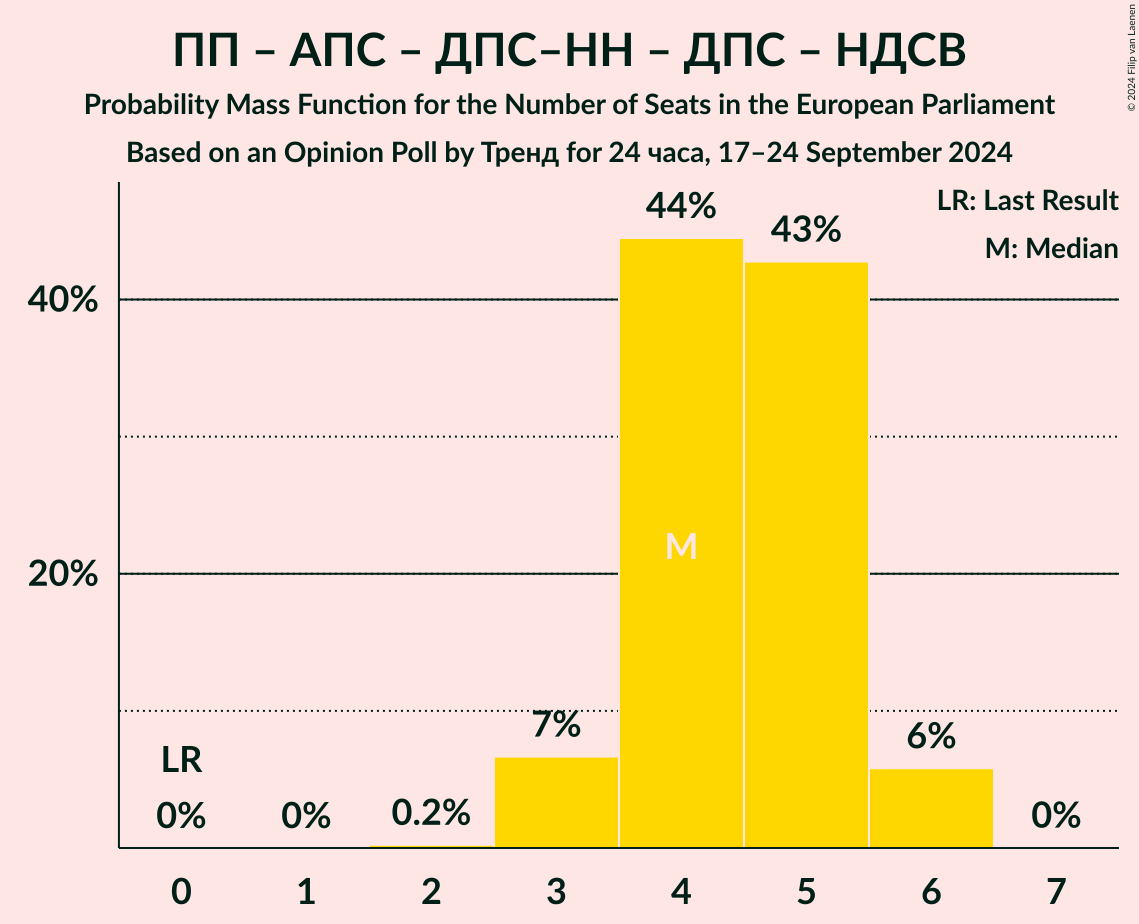 ПП – АПС – ДПС–НН – ДПС – НДСВ
Probability Mass Function for the Number of Seats in the European Parliament
Based on an Opinion Poll by Тренд for 24 часа, 17–24 September 2024
© 2024 Filip van Laenen
LR: Last Result
M: Median
44%
43%
40%
M
20%
7%
6%
LR
0%
0%
0.2%
0%
0 1 2 3 4 5 6 7